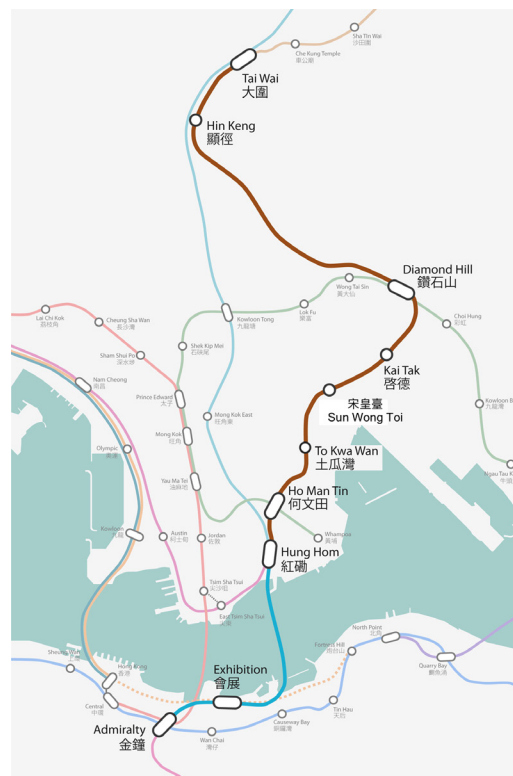 Sha Tin Wai
沙田圍
Che Kung Temple
車公廟
Tai Wai
大圍
Hin Keng
顯徑
Diamond Hill
鑽石山
Wong Tai Sin
黃大仙
Lok Fu
樂富
Kowloon Tong
九龍塘
Choi Hung
彩虹
Lai Chi Kok
荔枝角
Cheung Sha Wan
長沙灣
Sham Shui Po
深水埗
Shek Kip Mei
石硤尾
Kai Tak
啓德
Nam Cheong
南昌
Prince Edward
太子
宋皇臺
Sun Wong Toi
Kowloon B
九龍灣
Mong Kok East
旺角東
Mong Kok
旺角
Olympic
奧運
To Kwa Wan
土瓜灣
Ngau Tau K
牛頭
Yau Ma Tei
油麻地
Ho Man Tin
何文田
Kowloon
九龍
Austin
柯士甸
Jordan
佐敦
Whampoa
黃埔
Hung Hom
紅磡
Tsim Sha Tsui
尖沙咀
East Tsim Sha Tsui
尖東
North Point
北角
Fortress Hill
炮台山
Quarry Bay
鰂魚涌
Sheung Wan
上環
Hong Kong
香港
Exhibition
會展
Central
中環
Admiralty
金鐘
Wan Chai
灣仔
Causeway Bay
銅鑼灣
Tin Hau
天后